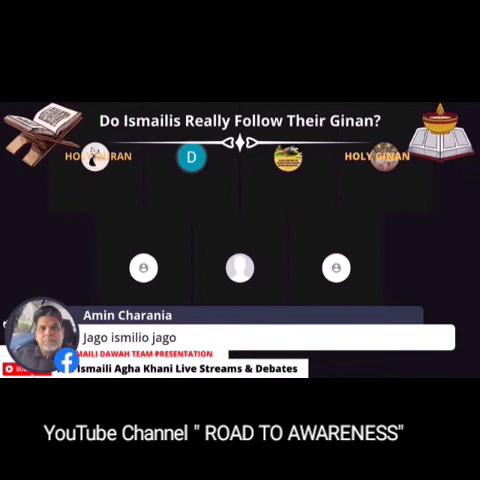 Do Ismailis Really Follow Their Ginan?
HOLY QURAN
D
HOLY GINAN
Amin Charania
Jago ismilio jago
MAILI DAWAH TEAM PRESENTATION
Ismaili Agha Khani Live Streams & Debates
YouTube Channel " ROAD TO AWARENESS"